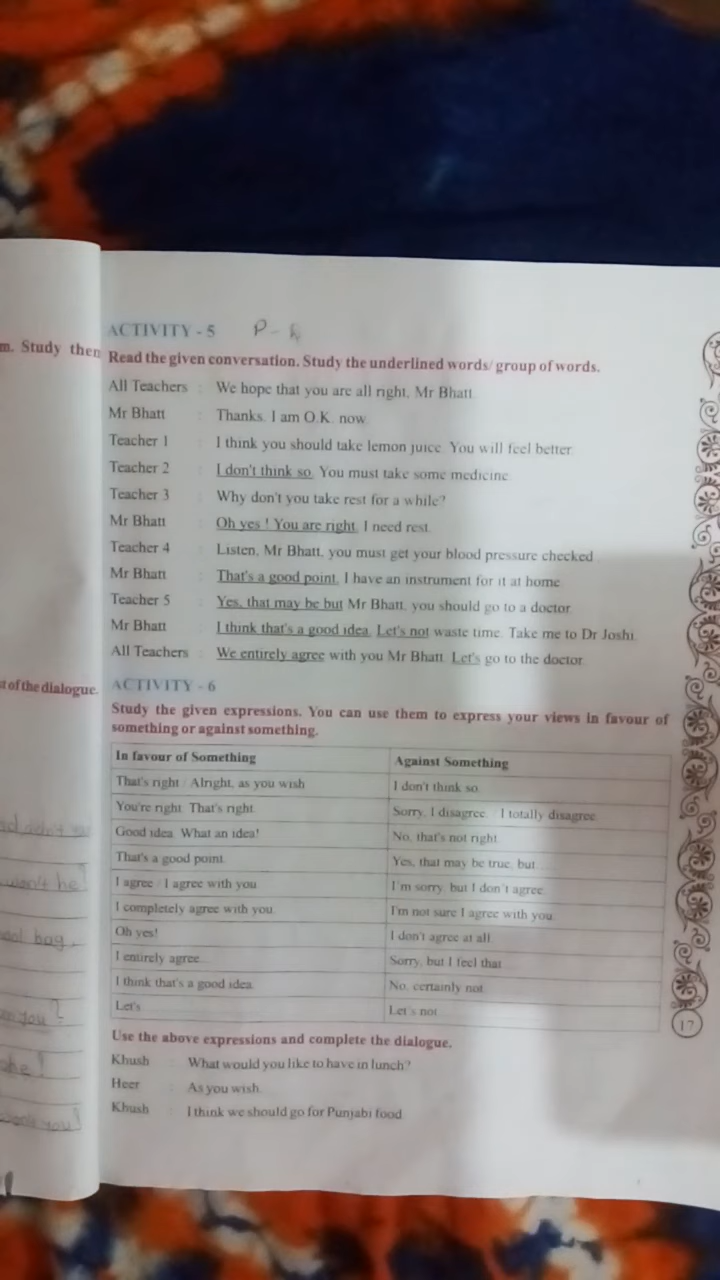 ACTIVITY - 5
m. Study then
Read the given conversation. Study the underlined words/ group of words.
All Teachers : We hope that you are all right, Mr Bhatt.
Mr Bhatt : Thanks. I am O.K. now.
Teacher 1 : I think you should take lemon juice. You will feel better.
Teacher 2 : I don't think so. You must take some medicine.
Teacher 3 : Why don't you take rest for a while?
Mr Bhatt : Oh yes ! You are right. I need rest.
Teacher 4 : Listen, Mr Bhatt, you must get your blood pressure checked.
Mr Bhatt : That's a good point. I have an instrument for it at home.
Teacher 5 : Yes, that may be but Mr Bhatt, you should go to a doctor.
Mr Bhatt : I think that's a good idea. Let's not waste time. Take me to Dr Joshi.
All Teachers : We entirely agree with you Mr Bhatt. Let's go to the doctor.
of the dialogue.
ACTIVITY - 6
Study the given expressions. You can use them to express your views in favour of
something or against something.
In favour of Something Against Something
That's right / Alright, as you wish. I don't think so.
You're right. That's right. Sorry, I disagree. / I totally disagree.
Good idea. What an idea! No, that's not right.
That's a good point. Yes, that may be true, but ....
I agree / I agree with you. I'm sorry, but I don't agree.
I completely agree with you. I'm not sure I agree with you.
Oh yes! I don't agree at all.
I entirely agree... Sorry, but I feel that...
I think that's a good idea. No, certainly not.
Let's ... Let's not ...
he?
bag.
you?
she?
you?
17
Use the above expressions and complete the dialogue.
Khush : What would you like to have in lunch?
Heer : As you wish.
Khush : I think we should go for Punjabi food.